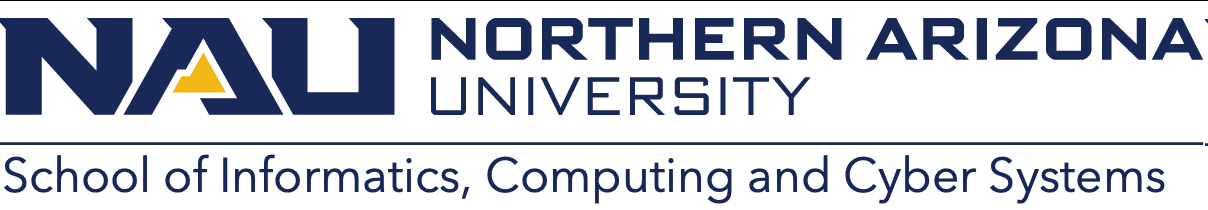 NAU NORTHERN ARIZONA
UNIVERSITY
School of Informatics, Computing and Cyber Systems